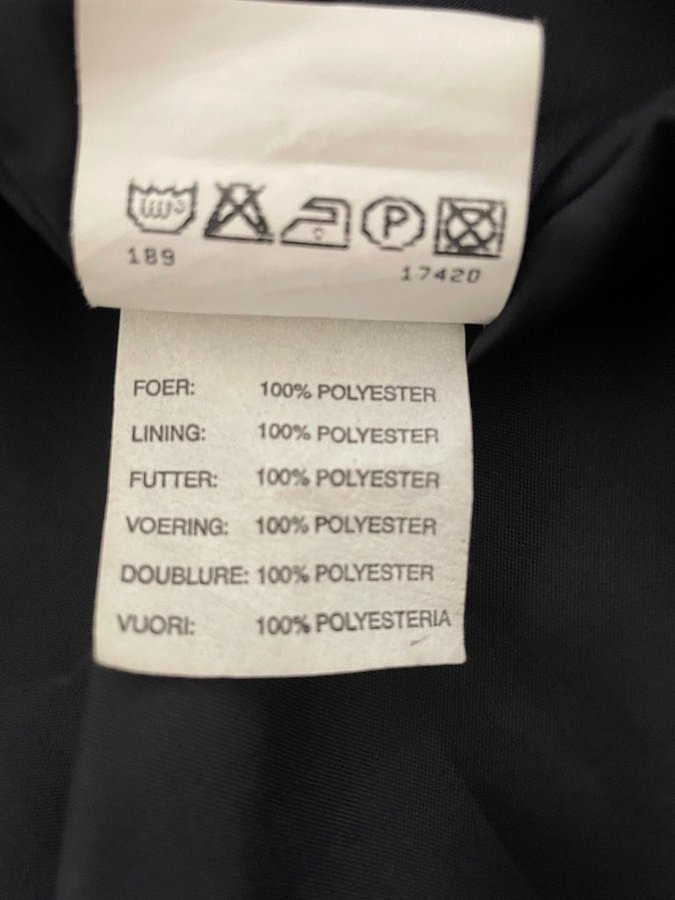 P
189
17420
FOER: 100% POLYESTER
LINING: 100% POLYESTER
FUTTER: 100% POLYESTER
VOERING: 100% POLYESTER
DOUBLURE: 100% POLYESTER
VUORI: 100% POLYESTERIA